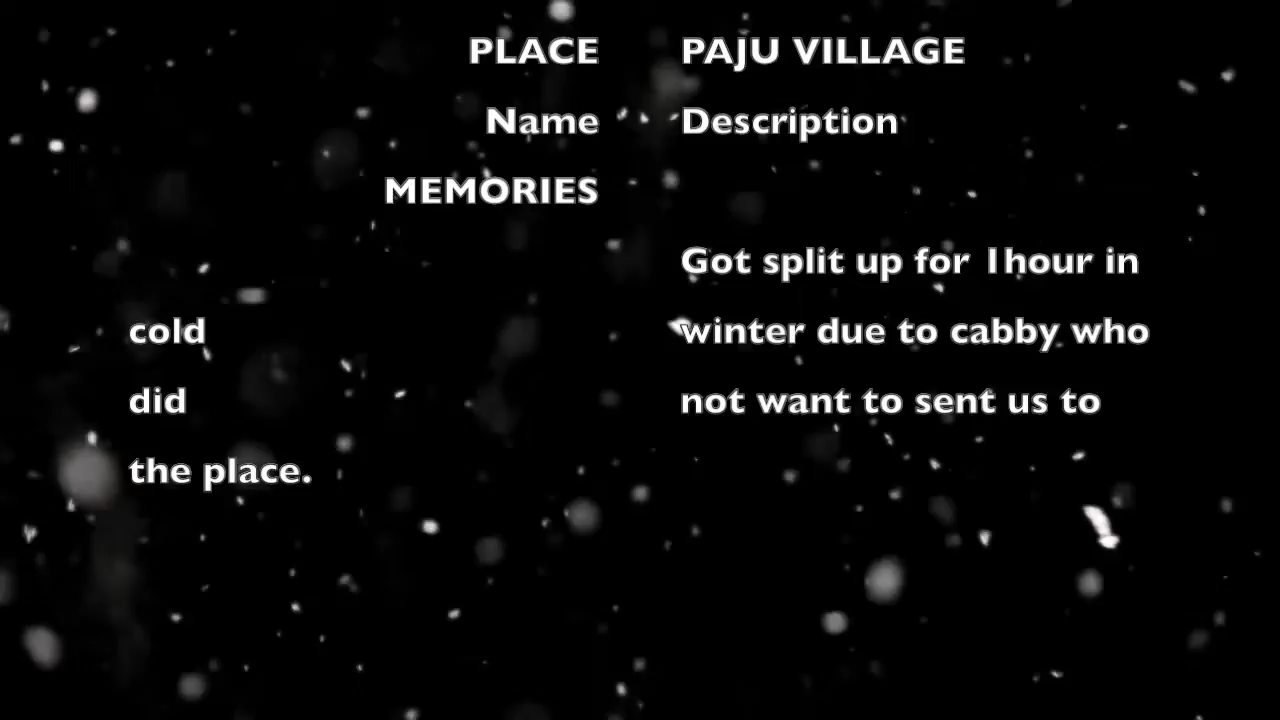 PLACE PAJU VILLAGE
Name Description
MEMORIES
Got split up for 1hour in
cold winter due to cabby who
did not want to sent us to
the place.